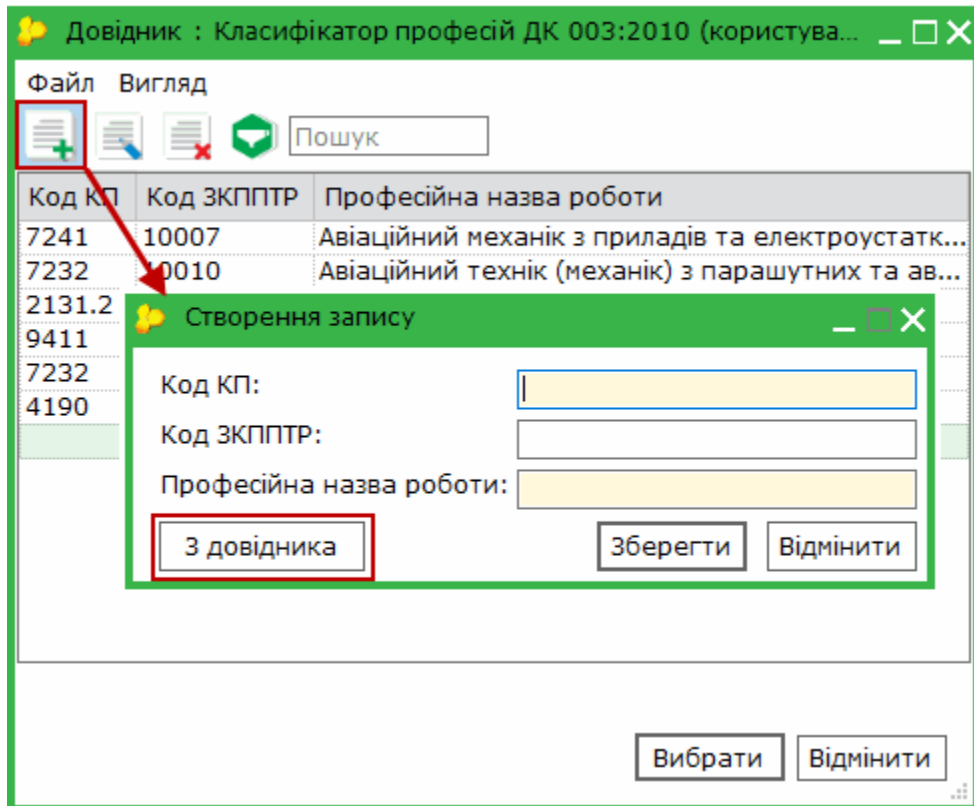 Довідник : Класифікатор професій ДК 003:2010 (користува...
Файл Вигляд
Пошук
Код КП Код ЗКППТР Професійна назва роботи
7241 10007 Авіаційний механік з приладів та електроустатк...
7232 10010 Авіаційний технік (механік) з парашутних та ав...
2131.2
9411
7232
4190
Створення запису
Код КП:
Код ЗКППТР:
Професійна назва роботи:
З довідника Зберегти Відмінити
Вибрати Відмінити